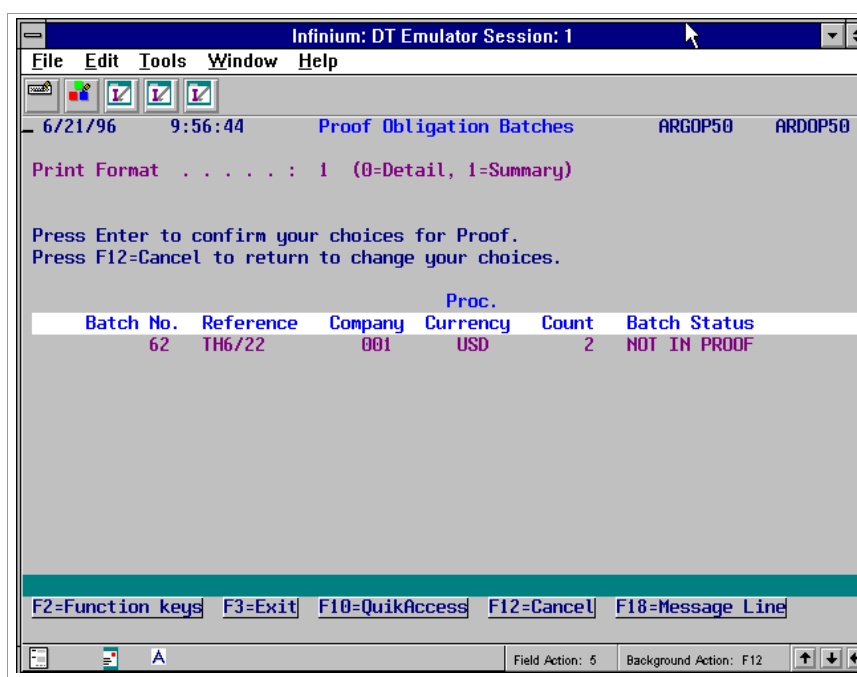 Infinium: DT Emulator Session: 1
File Edit Tools Window Help
6/21/96 9:56:44 Proof Obligation Batches ARGOP50 ARDOP50
Print Format . . . . . : 1 (0=Detail, 1=Summary)
Press Enter to confirm your choices for Proof.
Press F12=Cancel to return to change your choices.
Proc.
Batch No. Reference Company Currency Count Batch Status
62 TH6/22 001 USD 2 NOT IN PROOF
F2=Function keys F3=Exit F10=QuikAccess F12=Cancel F18=Message Line
A Field Action: 5 Background Action: F12